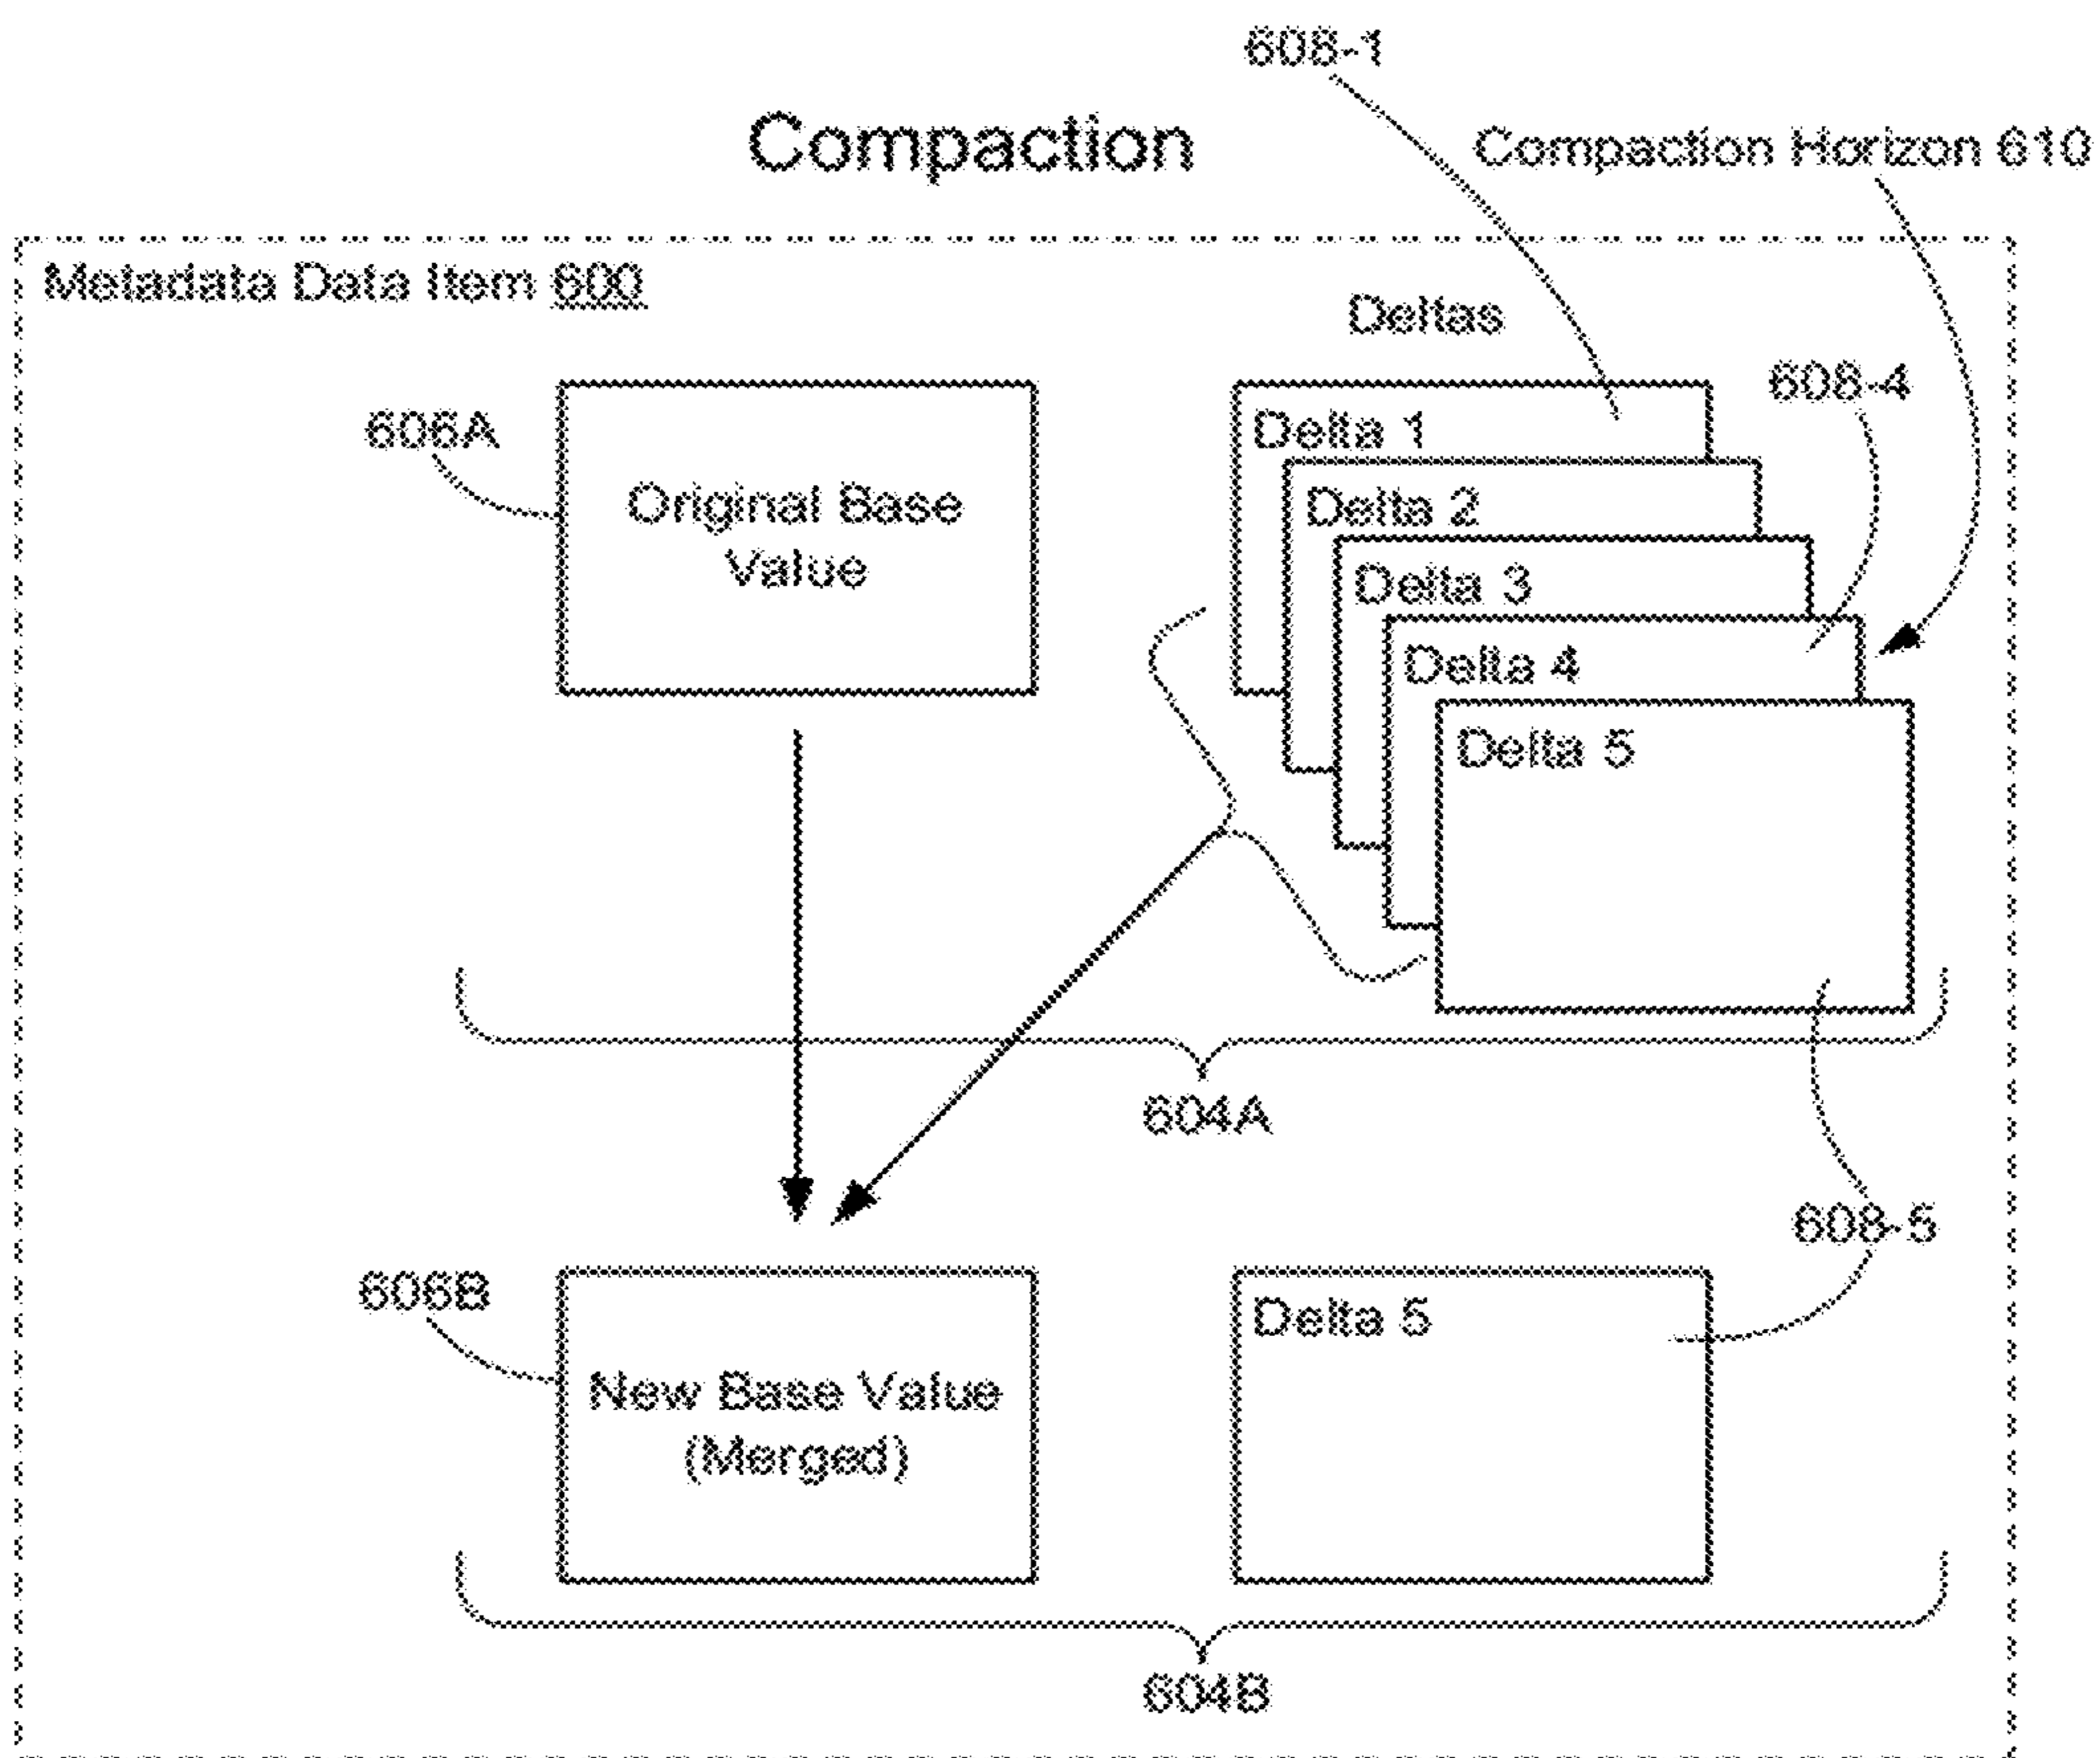 608-1
Compaction
Compaction Horizon 610
Metadata Data Item 600
Deltas
608-4
606A
Original Base
Value
Delta 1
Delta 2
Delta 3
Delta 4
Delta 5
604A
608-5
606B
New Base Value
(Merged)
Delta 5
604B